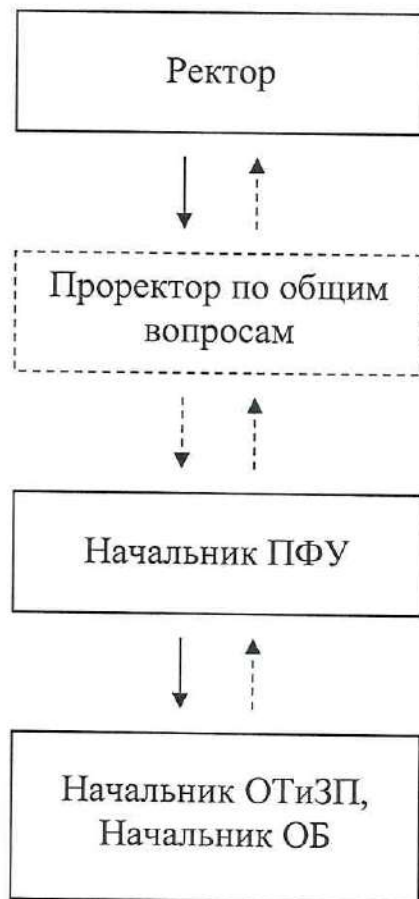 Ректор
Проректор по общим
вопросам
Начальник ПФУ
Начальник ОТиЗП,
Начальник ОБ